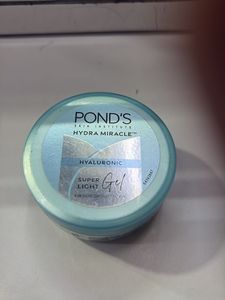 POND'S
SKIN INSTITUTE
HYDRA MIRACLE™
HYALURONIC
SUPER
LIGHT Gel